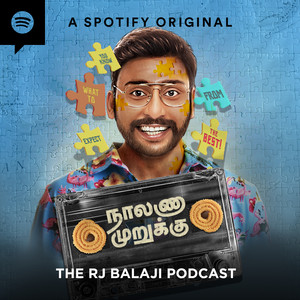 A SPOTIFY ORIGINAL
YOU
KNOW
WHAT
TO
EXPECT
FROM
THE
BEST!
நாலணா
முறுக்கு
THE RJ BALAJI PODCAST